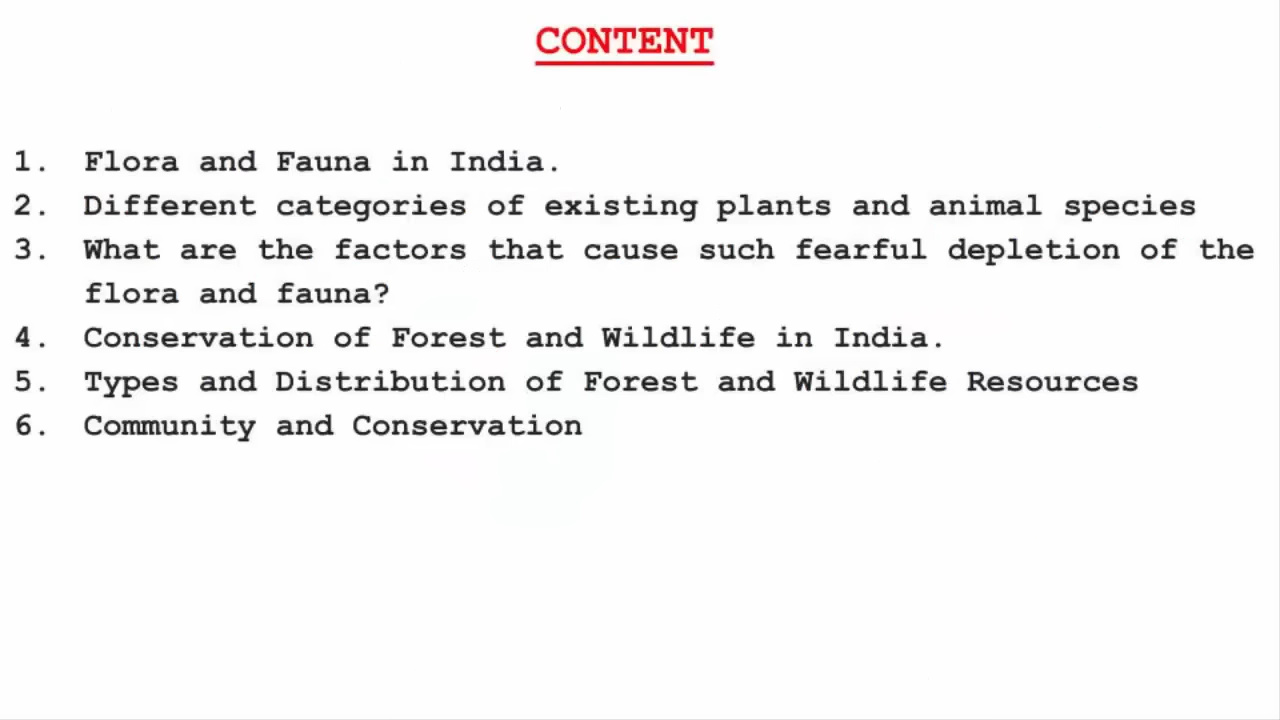 CONTENT
1. Flora and Fauna in India.
2. Different categories of existing plants and animal species
3. What are the factors that cause such fearful depletion of the
flora and fauna?
4. Conservation of Forest and Wildlife in India.
5. Types and Distribution of Forest and Wildlife Resources
6. Community and Conservation